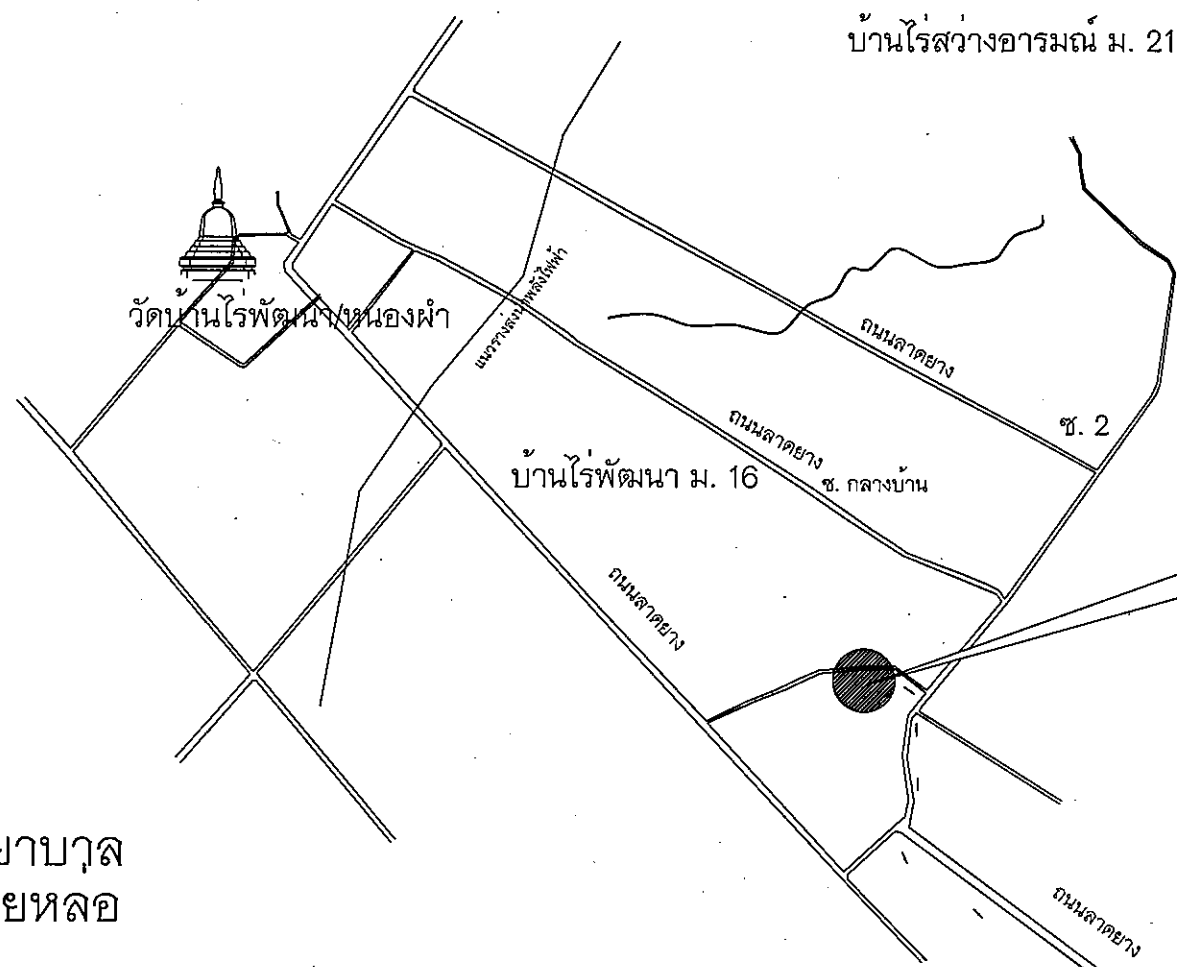 บ้านไร่สว่างอารมณ์ ม. 21
วัดบ้านไร่พัฒนา/หนองผำ
แนวรางส่งน้ำพลังไฟฟ้า
ถนนลาดยาง
ซ. 2
ถนนลาดยาง
ซ. กลางบ้าน
บ้านไร่พัฒนา ม. 16
ถนนลาดยาง
ยาบาล
ยหลอ
ถนนลาดยาง